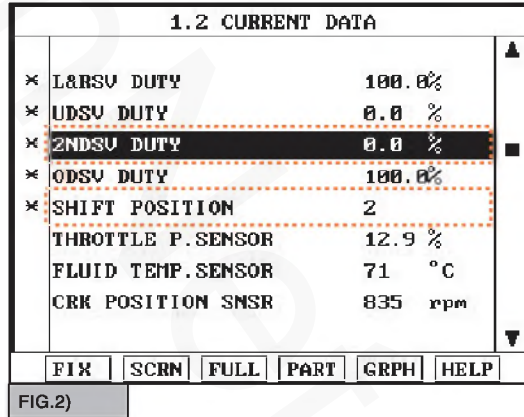 1.2 CURRENT DATA
× L&RSV DUTY 100.0%
× UDSV DUTY 0.0 %
× 2NDSV DUTY 0.0 %
× ODSV DUTY 100.0%
× SHIFT POSITION 2
THROTTLE P.SENSOR 12.9 %
FLUID TEMP.SENSOR 71 °C
CRK POSITION SNSR 835 rpm
FIX SCRN FULL PART GRPH HELP
FIG.2)